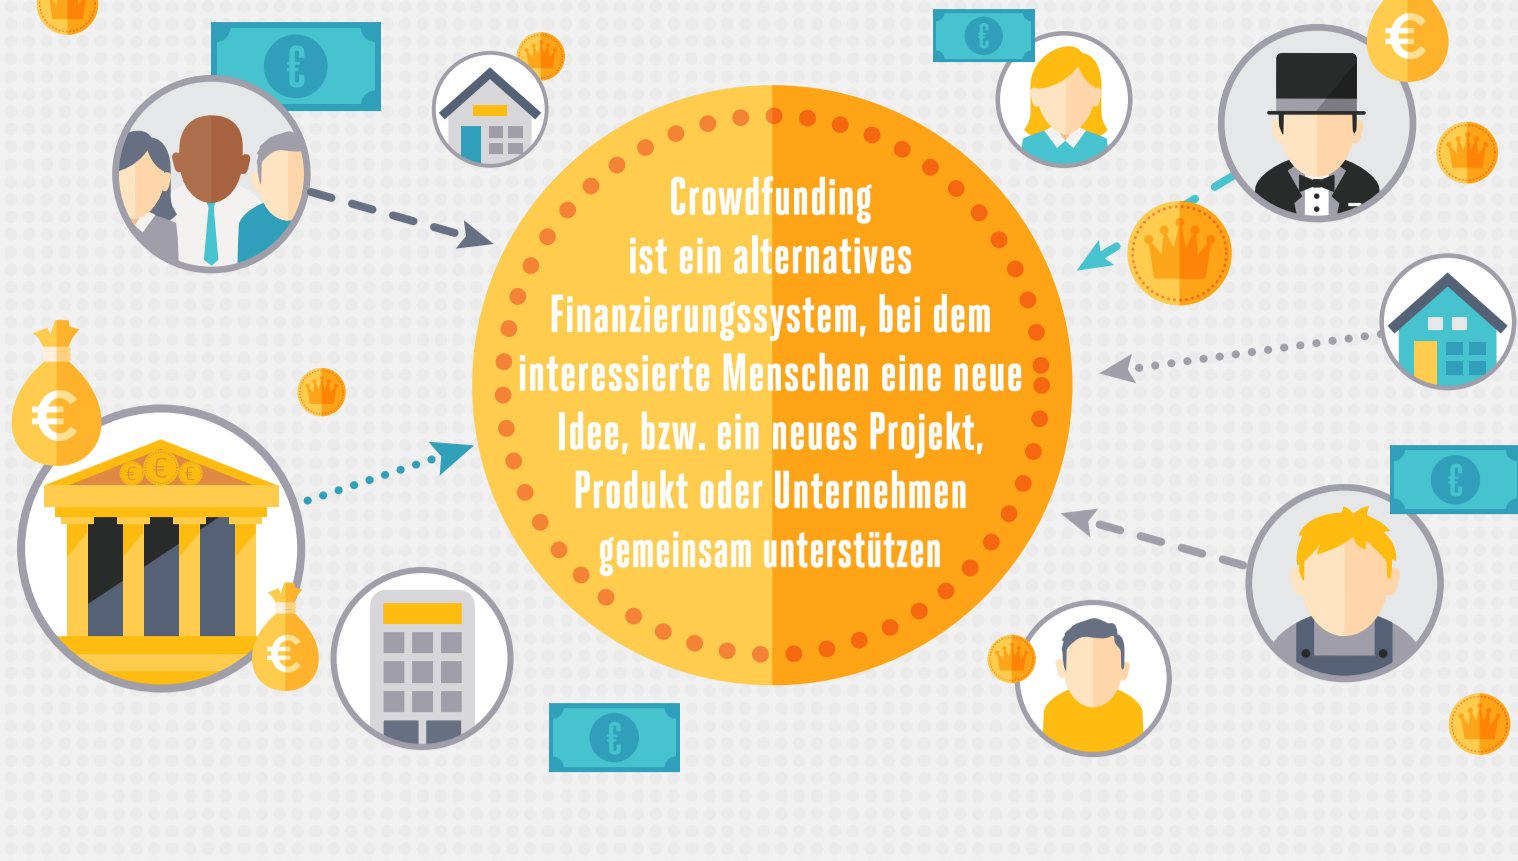 Crowdfunding
ist ein alternatives
Finanzierungssystem, bei dem
interessierte Menschen eine neue
Idee, bzw. ein neues Projekt,
Produkt oder Unternehmen
gemeinsam unterstützen